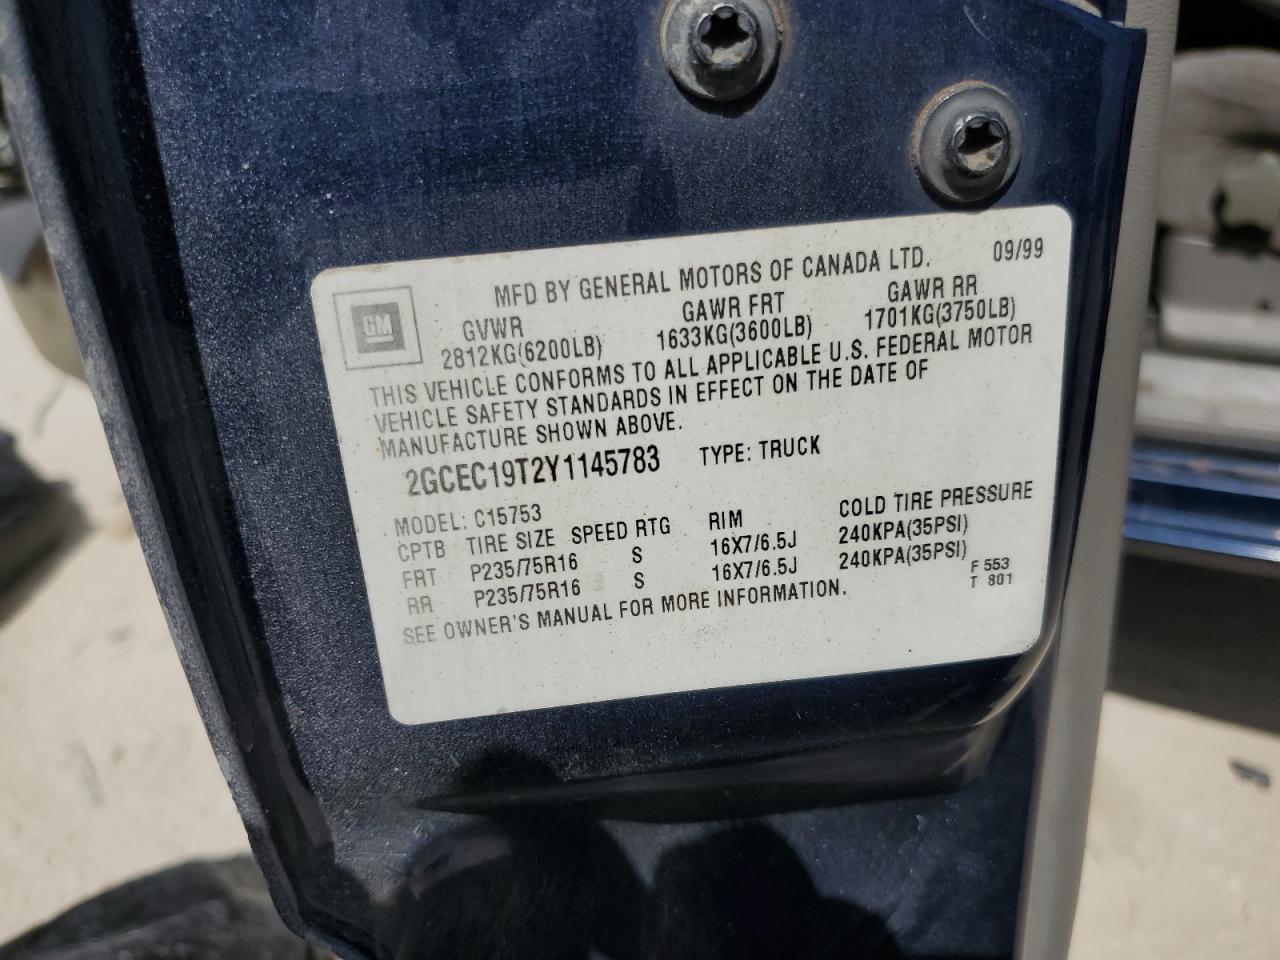 MFD BY GENERAL MOTORS OF CANADA LTD. 09/99
GM
GVWR GAWR FRT GAWR RR
2812KG(6200LB) 1633KG(3600LB) 1701KG(3750LB)
THIS VEHICLE CONFORMS TO ALL APPLICABLE U.S. FEDERAL MOTOR
VEHICLE SAFETY STANDARDS IN EFFECT ON THE DATE OF
MANUFACTURE SHOWN ABOVE.
2GCEC19T2Y1145783 TYPE: TRUCK
MODEL: C15753
CPTB TIRE SIZE SPEED RTG RIM COLD TIRE PRESSURE
FRT P235/75R16 S 16X7/6.5J 240KPA(35PSI)
RR P235/75R16 S 16X7/6.5J 240KPA(35PSI)
SEE OWNER'S MANUAL FOR MORE INFORMATION.
F 553
T 801